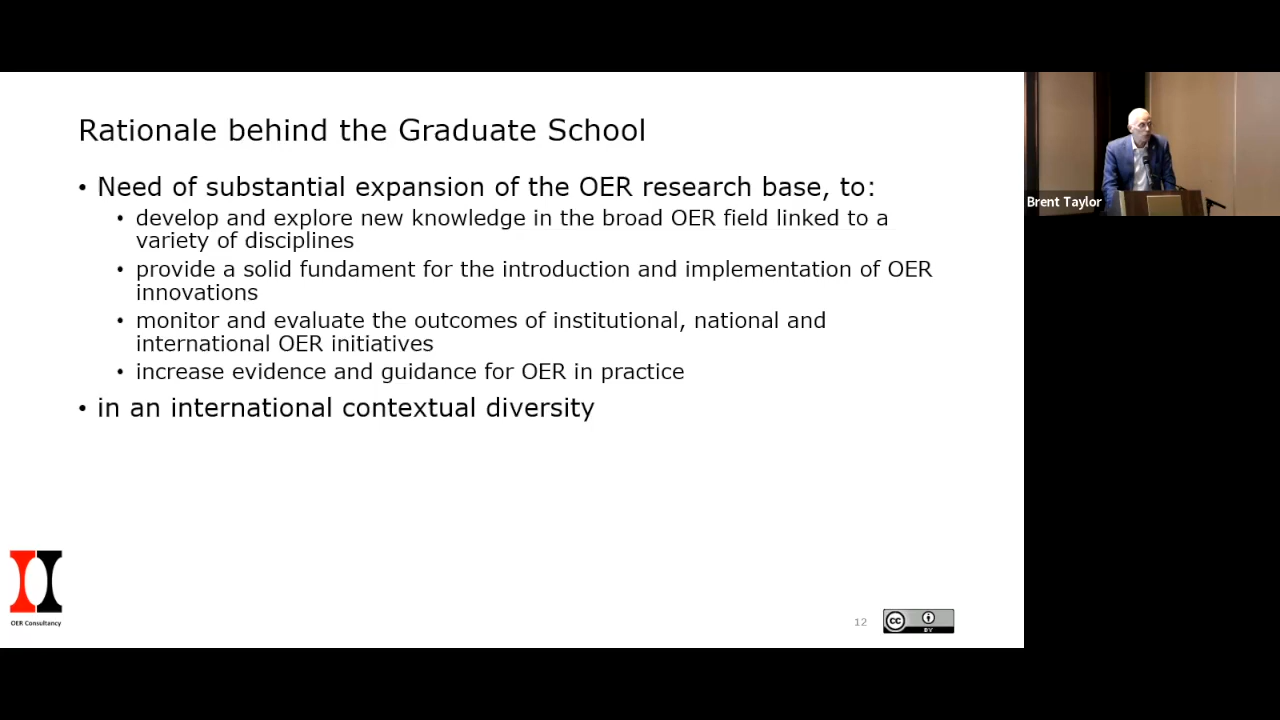 Rationale behind the Graduate School
• Need of substantial expansion of the OER research base, to:
• develop and explore new knowledge in the broad OER field linked to a
variety of disciplines
• provide a solid fundament for the introduction and implementation of OER
innovations
• monitor and evaluate the outcomes of institutional, national and
international OER initiatives
• increase evidence and guidance for OER in practice
• in an international contextual diversity
Brent Taylor
OER Consultancy
12
cc
BY